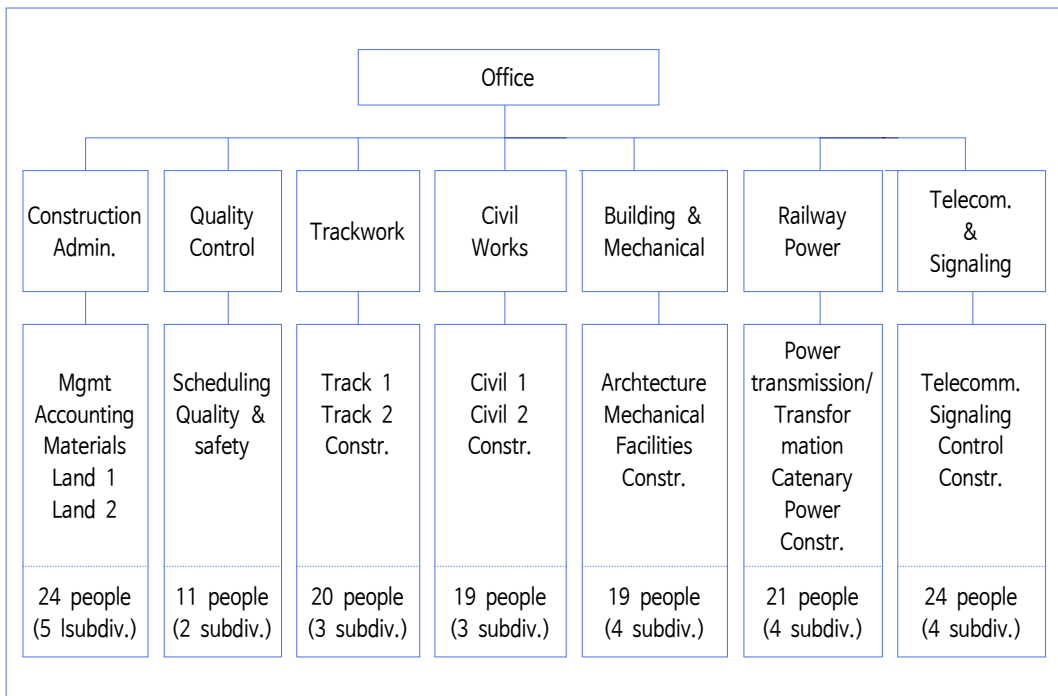 Office
Construction
Admin.
Quality
Control
Trackwork
Civil
Works
Building & 
Mechanical
Railway
Power
Telecom.
&
Signaling
Mgmt
Accounting
Materials
Land 1
Land 2
Scheduling
Quality &
safety
Track 1
Track 2
Constr.
Civil 1
Civil 2
Constr.
Archtecture
Mechanical
Facilities
Constr.
Power
transmission/
Transfor
mation
Catenary
Power
Constr.
Telecomm.
Signaling
Control
Constr.
24 people
(5 lsubdiv.)
11 people
(2 subdiv.)
20 people
(3 subdiv.)
19 people
(3 subdiv.)
19 people
(4 subdiv.)
21 people
(4 subdiv.)
24 people
(4 subdiv.)